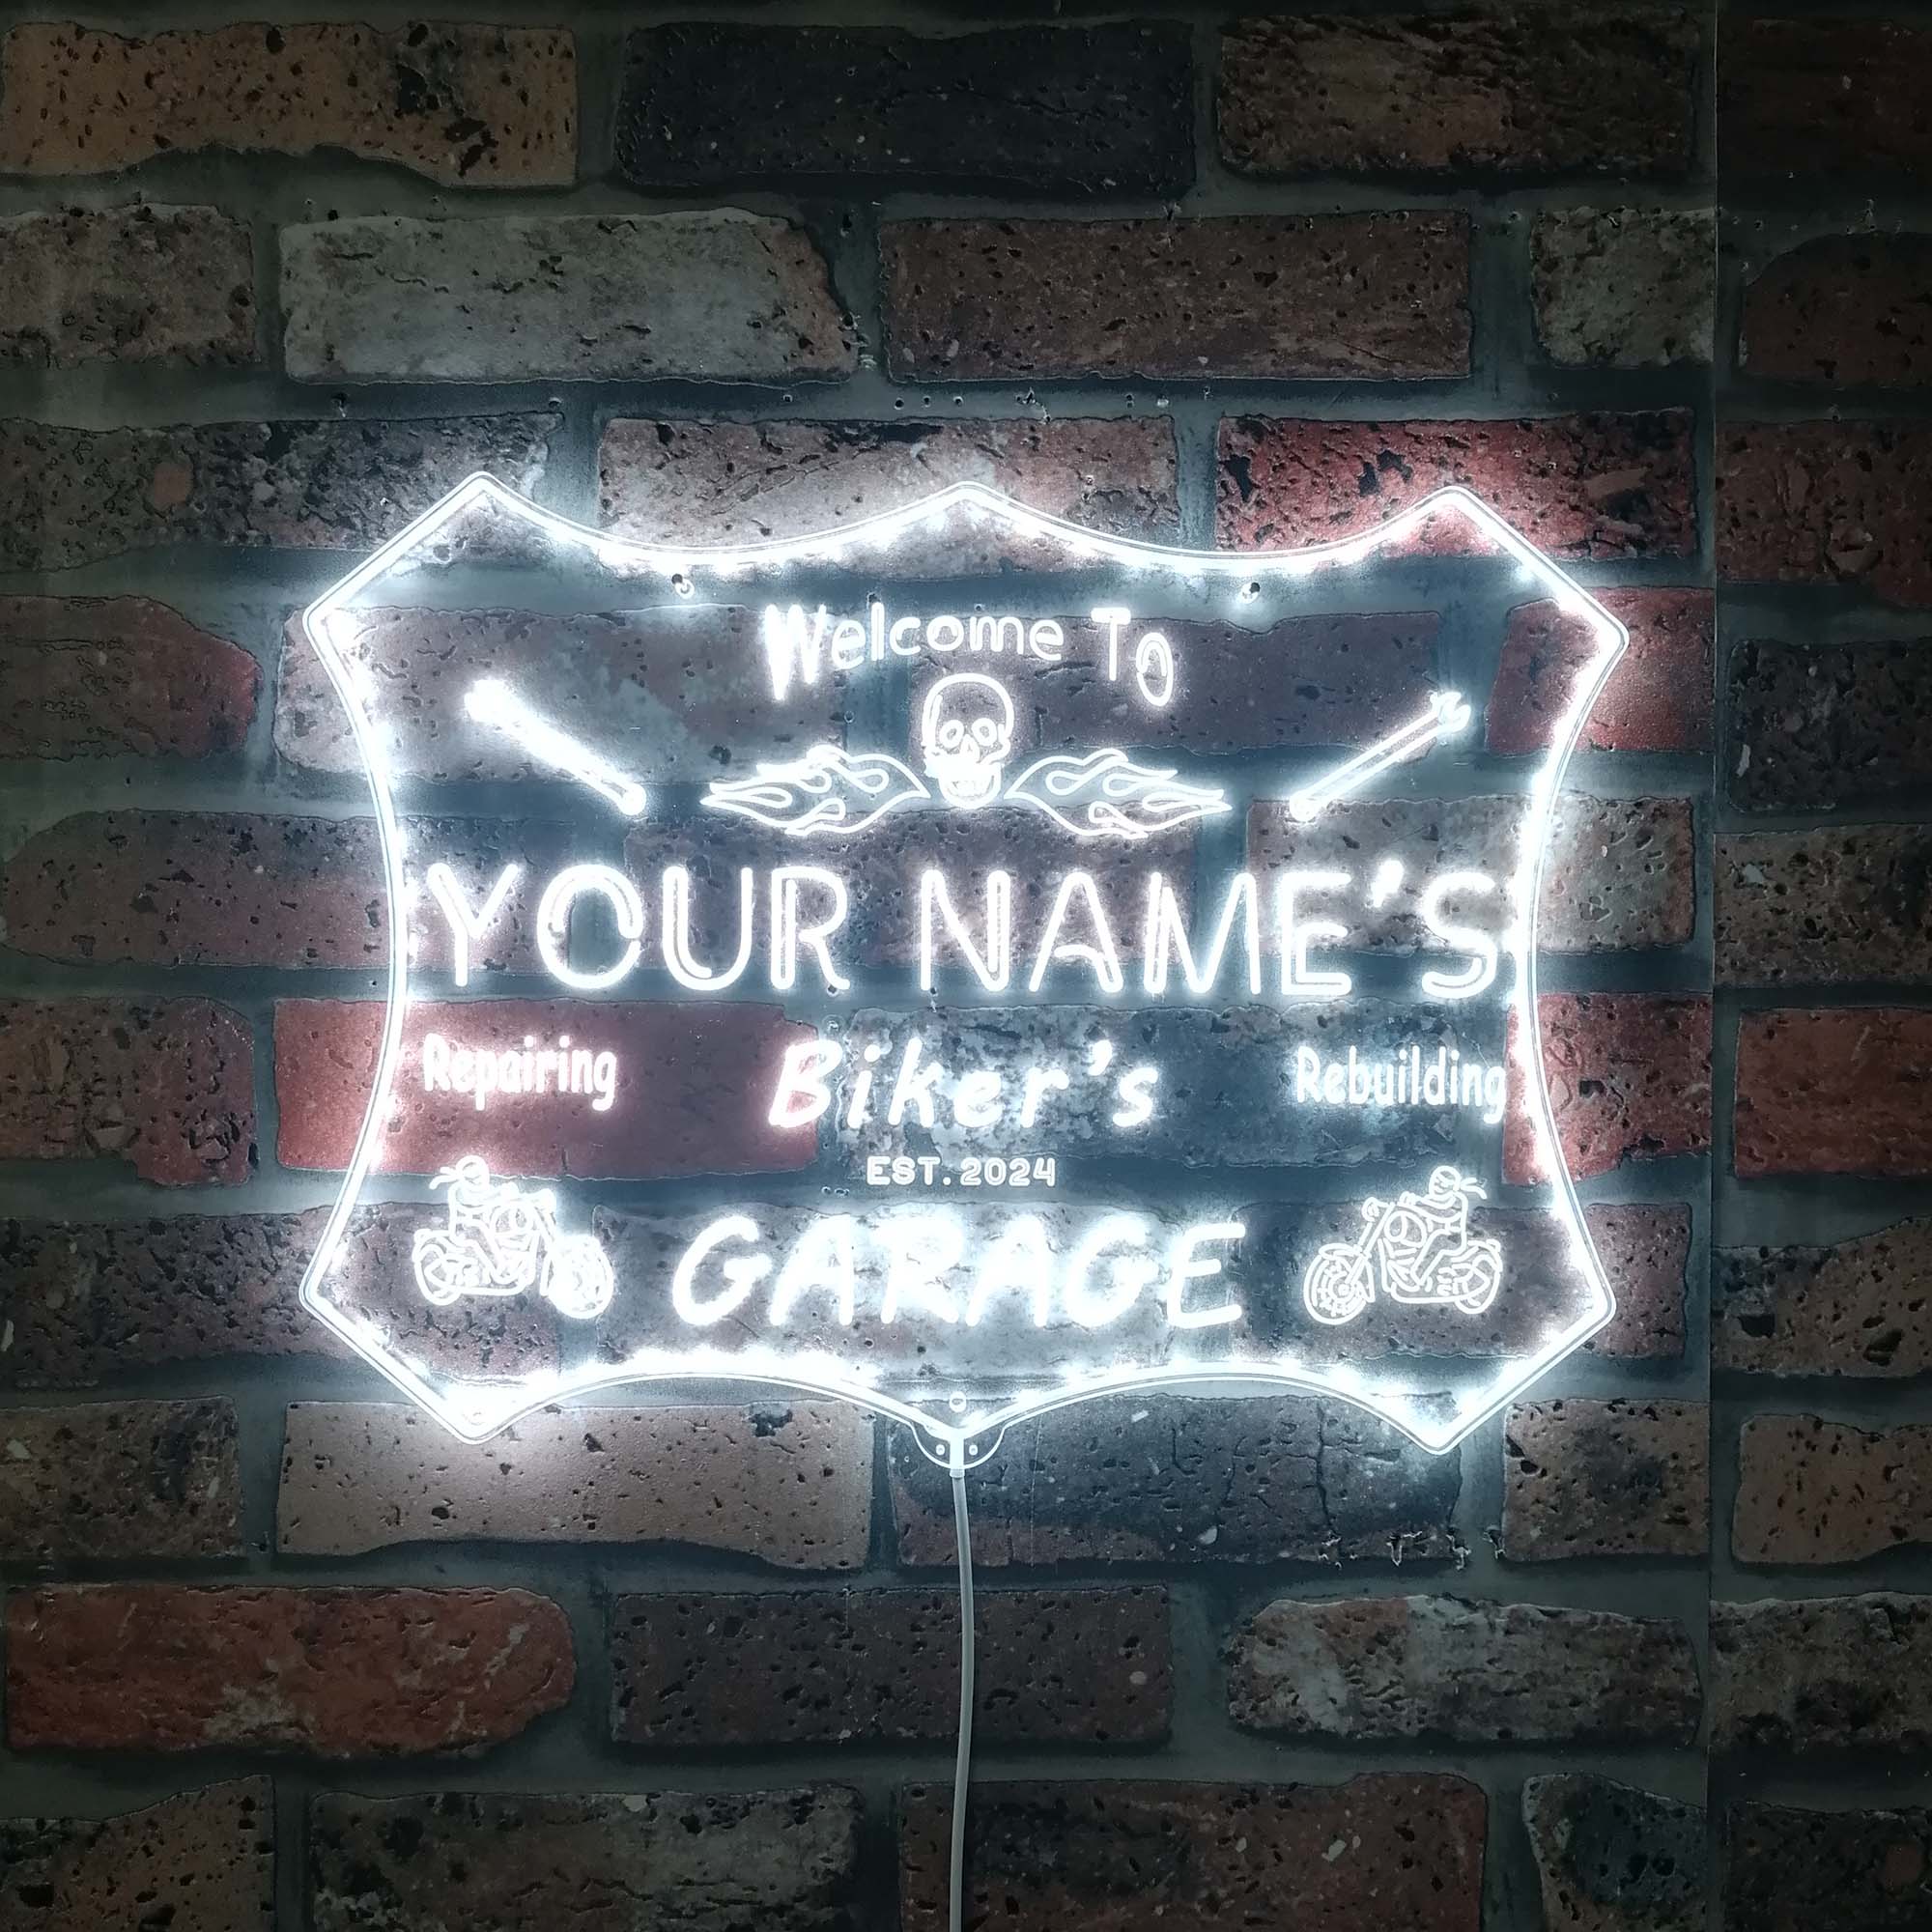 Welcome To
YOUR NAME'S
Repairing Biker's Rebuilding
EST. 2024
GARAGE